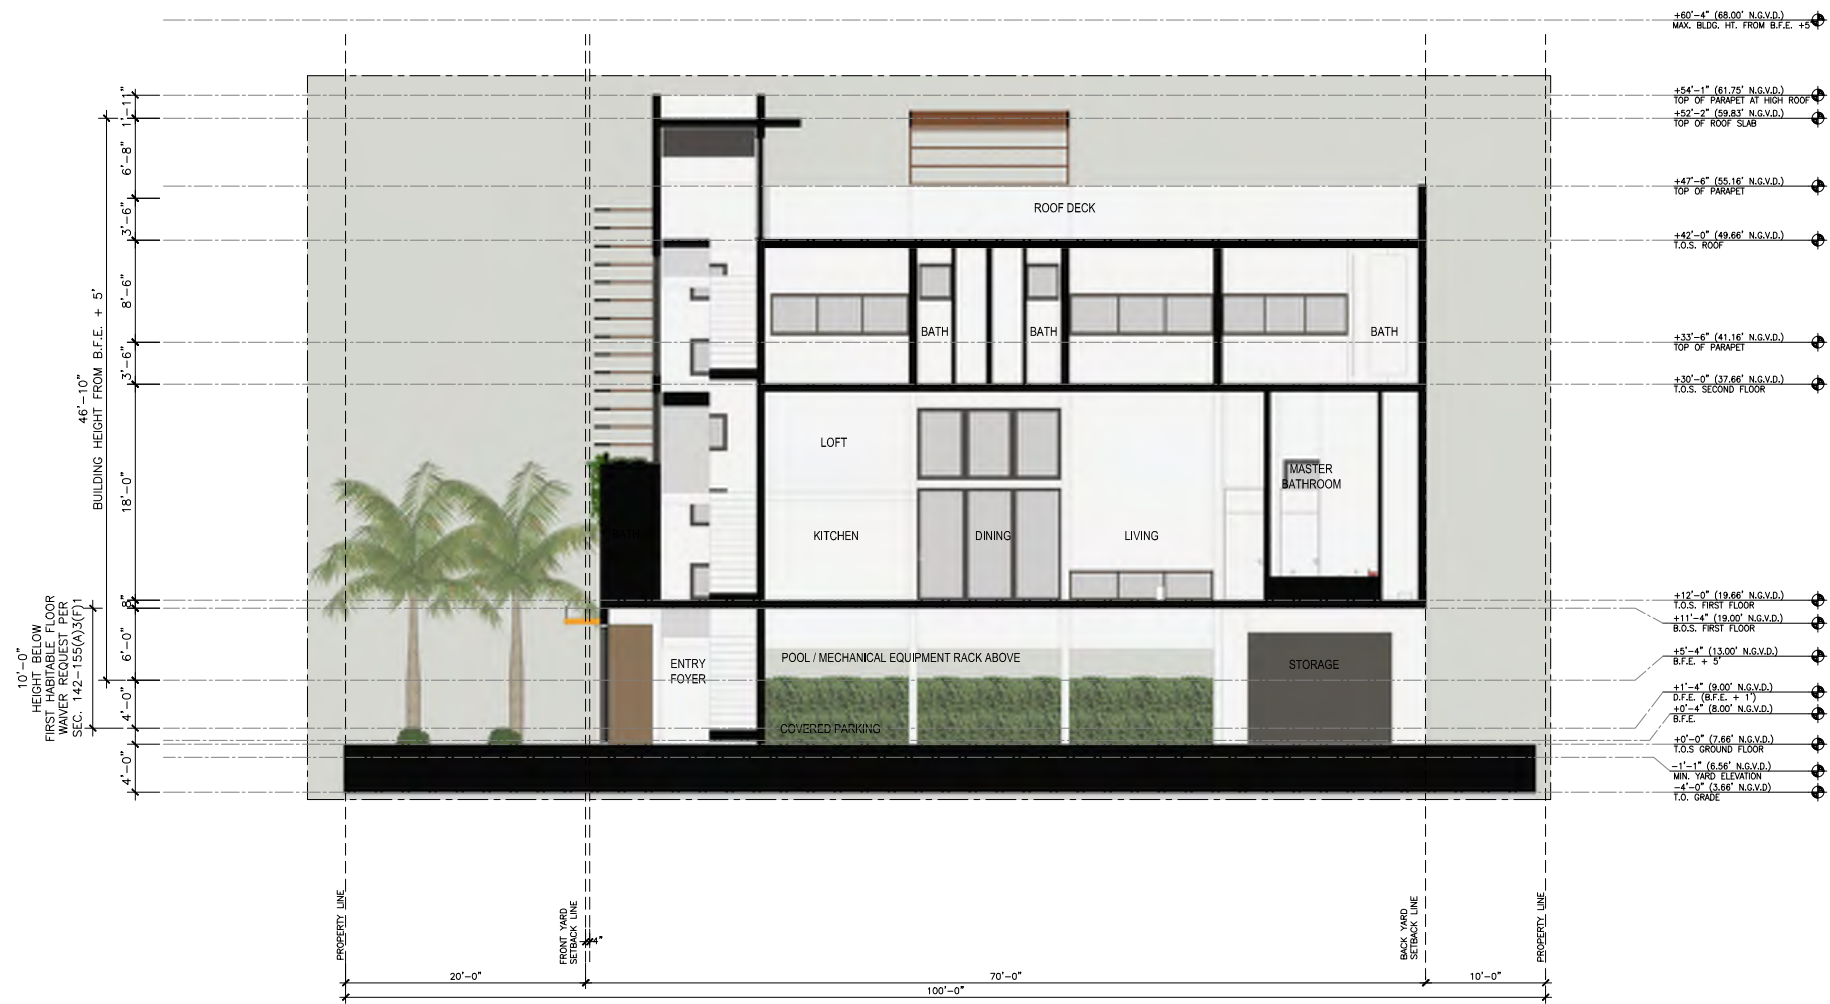 +60'-4" (68.00' N.G.V.D.)
MAX. BLDG. HT. FROM B.F.E. +5'
+54'-1" (61.75' N.G.V.D.)
TOP OF PARAPET AT HIGH ROOF
+52'-2" (59.83' N.G.V.D.)
TOP OF ROOF SLAB
+47'-6" (55.16' N.G.V.D.)
TOP OF PARAPET
+42'-0" (49.66' N.G.V.D.)
T.O.S. ROOF
+33'-6" (41.16' N.G.V.D.)
TOP OF PARAPET
+30'-0" (37.66' N.G.V.D.)
T.O.S. SECOND FLOOR
+12'-0" (19.66' N.G.V.D.)
T.O.S. FIRST FLOOR
+11'-4" (19.00' N.G.V.D.)
B.O.S. FIRST FLOOR
+5'-4" (13.00' N.G.V.D.)
B.F.E. + 5'
+1'-4" (9.00' N.G.V.D.)
D.F.E. (B.F.E. + 1')
+0'-4" (8.00' N.G.V.D.)
B.F.E.
+0'-0" (7.66' N.G.V.D.)
T.O.S GROUND FLOOR
-1'-1" (6.56' N.G.V.D.)
MIN. YARD ELEVATION
-4'-0" (3.66' N.G.V.D)
T.O. GRADE
1'-11"
6'-8"
3'-6"
8'-6"
3'-6"
18'-0"
8"
6'-0"
4'-0"
4'-0"
46'-10"
BUILDING HEIGHT FROM B.F.E. + 5'
10'-0"
HEIGHT BELOW
FIRST HABITABLE FLOOR
WAIVER REQUEST PER
SEC. 142-155(A)3(F)1
ROOF DECK
BATH
BATH
BATH
LOFT
MASTER
BATHROOM
BATH
KITCHEN
DINING
LIVING
ENTRY
FOYER
POOL / MECHANICAL EQUIPMENT RACK ABOVE
STORAGE
COVERED PARKING
PROPERTY LINE
FRONT YARD
SETBACK LINE
4"
BACK YARD
SETBACK LINE
PROPERTY LINE
20'-0"
70'-0"
10'-0"
100'-0"